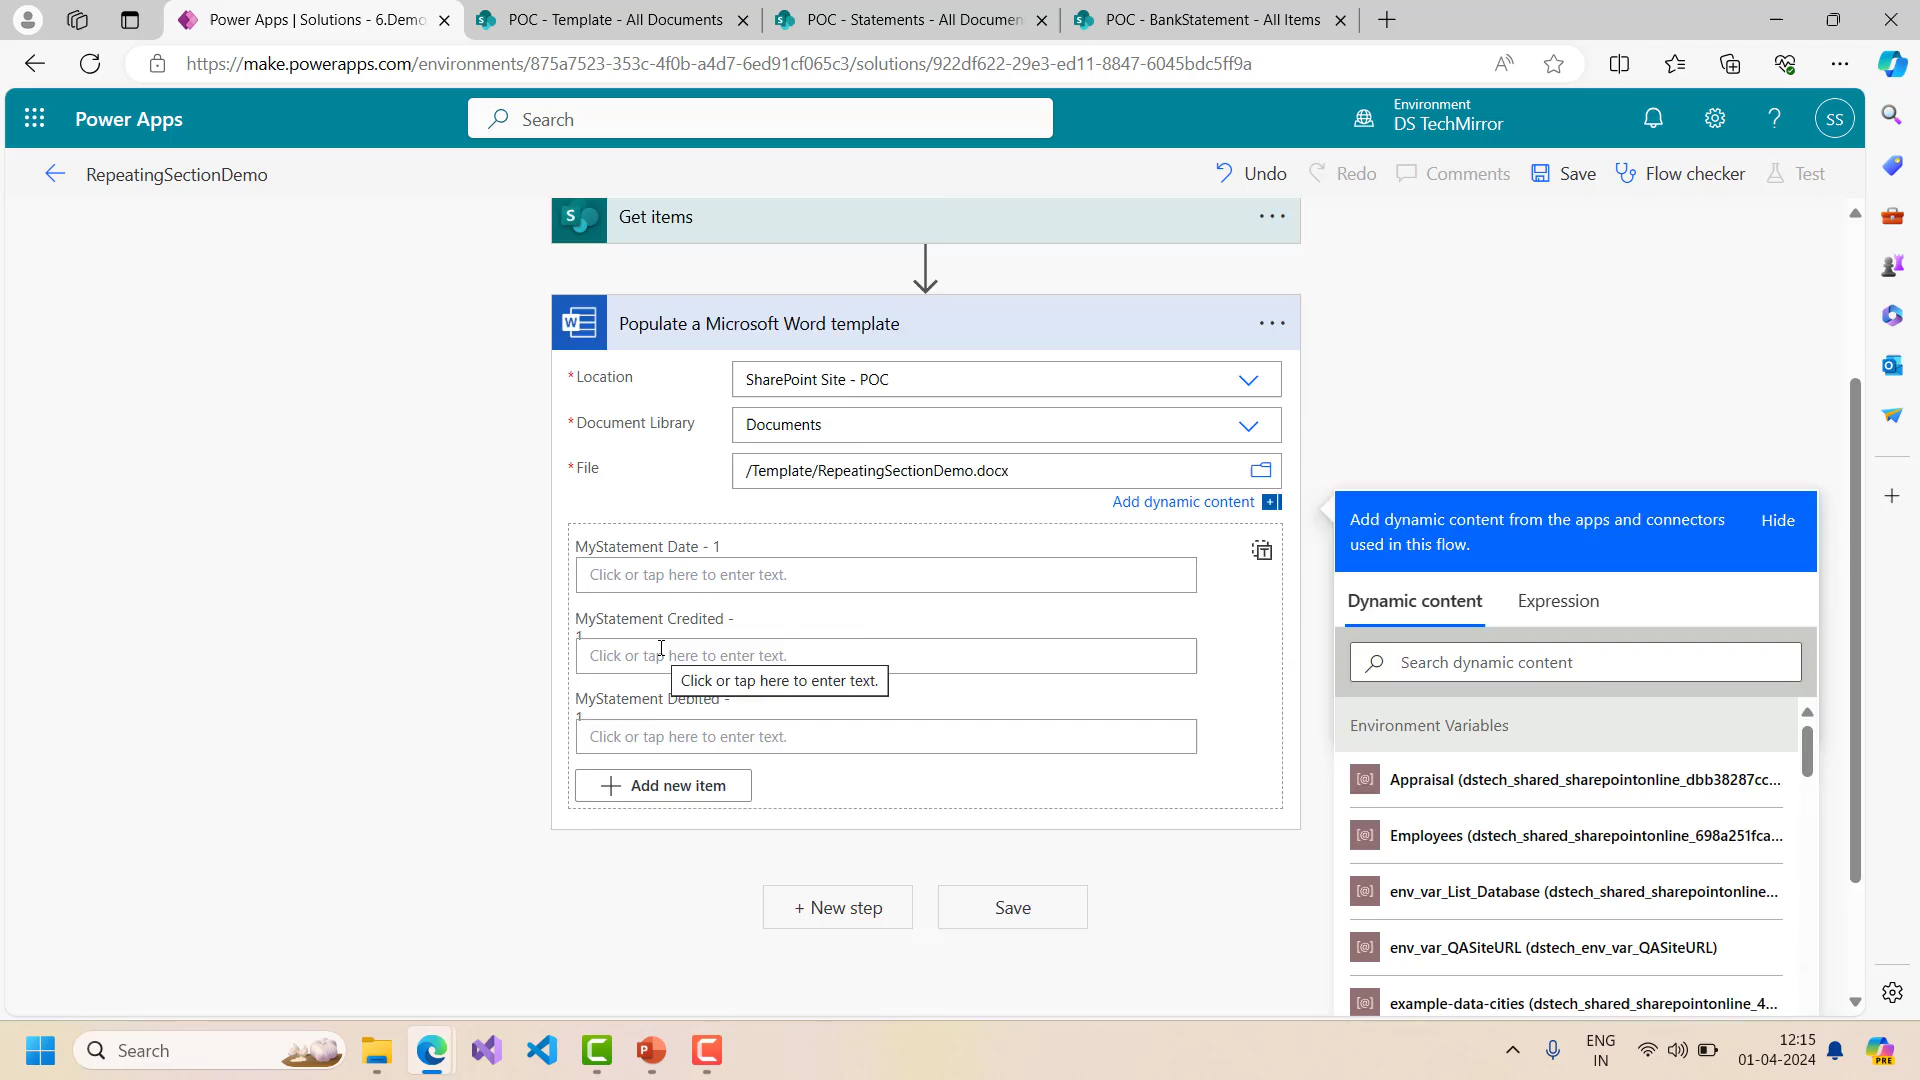 Power Apps | Solutions - 6.Demo
POC - Template - All Documents
POC - Statements - All Documen
POC - BankStatement - All Items
https://make.powerapps.com/environments/875a7523-353c-4f0b-a4d7-6ed91cf065c3/solutions/922df622-29e3-ed11-8847-6045bdc5ff9a
Power Apps
Search
Environment
DS TechMirror
SS
RepeatingSectionDemo
Undo
Redo
Comments
Save
Flow checker
Test
Get items
Populate a Microsoft Word template
*Location
SharePoint Site - POC
*Document Library
Documents
*File
/Template/RepeatingSectionDemo.docx
Add dynamic content
MyStatement Date - 1
Click or tap here to enter text.
MyStatement Credited -
1
Click or tap here to enter text.
Click or tap here to enter text.
MyStatement Debited -
1
Click or tap here to enter text.
Add new item
+ New step
Save
Add dynamic content from the apps and connectors
used in this flow.
Hide
Dynamic content
Expression
Search dynamic content
Environment Variables
Appraisal (dstech_shared_sharepointonline_dbb38287cc...
Employees (dstech_shared_sharepointonline_698a251fca...
env_var_List_Database (dstech_shared_sharepointonline...
env_var_QASiteURL (dstech_env_var_QASiteURL)
example-data-cities (dstech_shared_sharepointonline_4...
Search
ENG
IN
12:15
01-04-2024
PRE